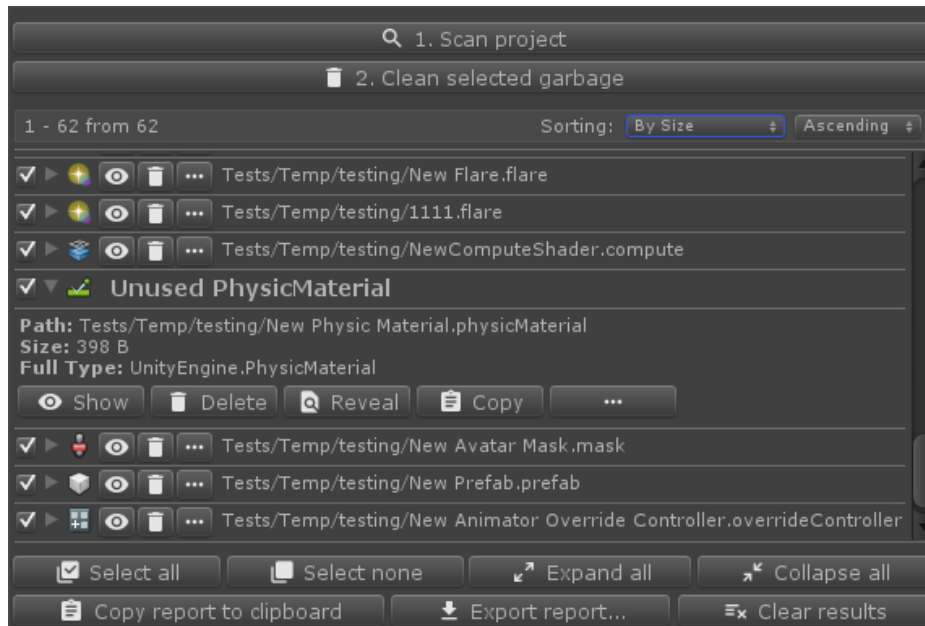 1. Scan project
2. Clean selected garbage
1 - 62 from 62 Sorting: By Size Ascending
Tests/Temp/testing/New Flare.flare
Tests/Temp/testing/1111.flare
Tests/Temp/testing/NewComputeShader.compute
Unused PhysicMaterial
Path: Tests/Temp/testing/New Physic Material.physicMaterial
Size: 398 B
Full Type: UnityEngine.PhysicMaterial
Show Delete Reveal Copy ...
Tests/Temp/testing/New Avatar Mask.mask
Tests/Temp/testing/New Prefab.prefab
Tests/Temp/testing/New Animator Override Controller.overrideController
Select all Select none Expand all Collapse all
Copy report to clipboard Export report... Clear results